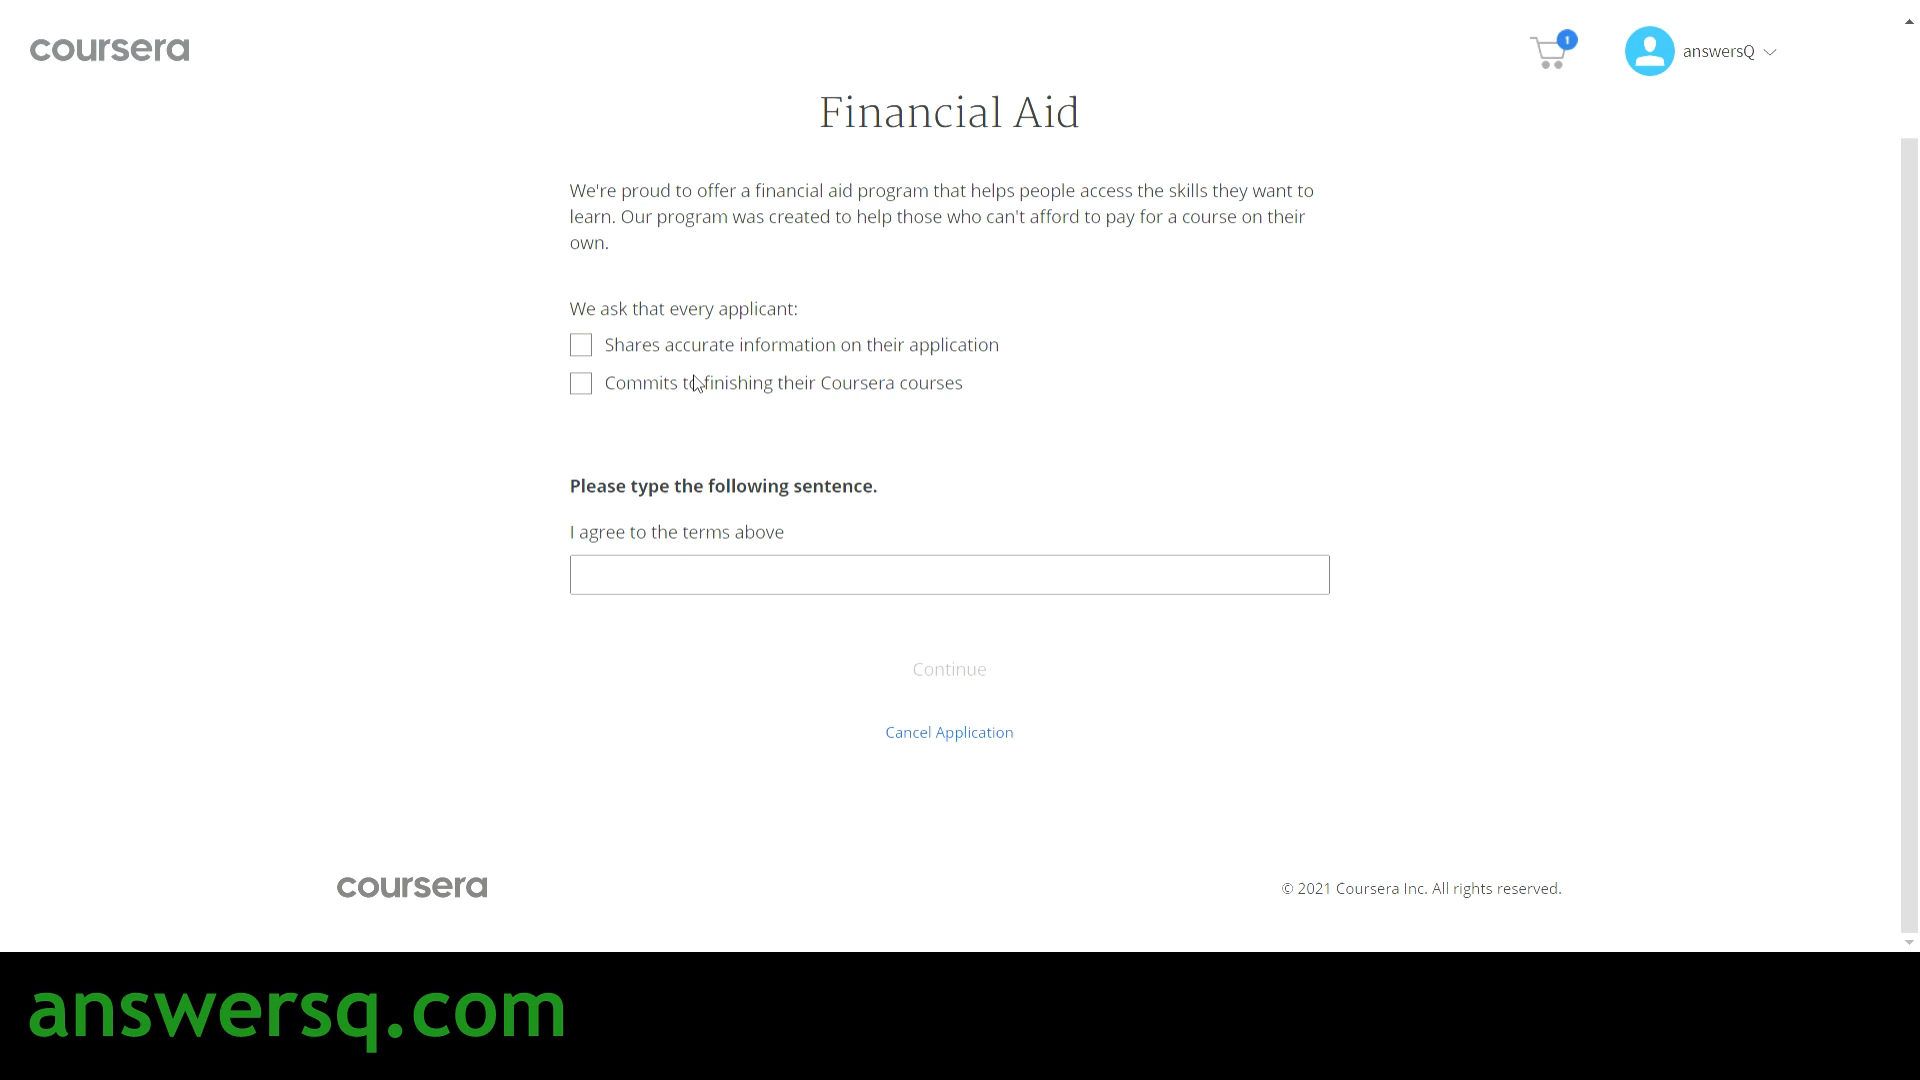 coursera
1
answersQ
Financial Aid
We're proud to offer a financial aid program that helps people access the skills they want to
learn. Our program was created to help those who can't afford to pay for a course on their
own.
We ask that every applicant:
Shares accurate information on their application
Commits to finishing their Coursera courses
Please type the following sentence.
I agree to the terms above
Continue
Cancel Application
coursera
© 2021 Coursera Inc. All rights reserved.
answersq.com